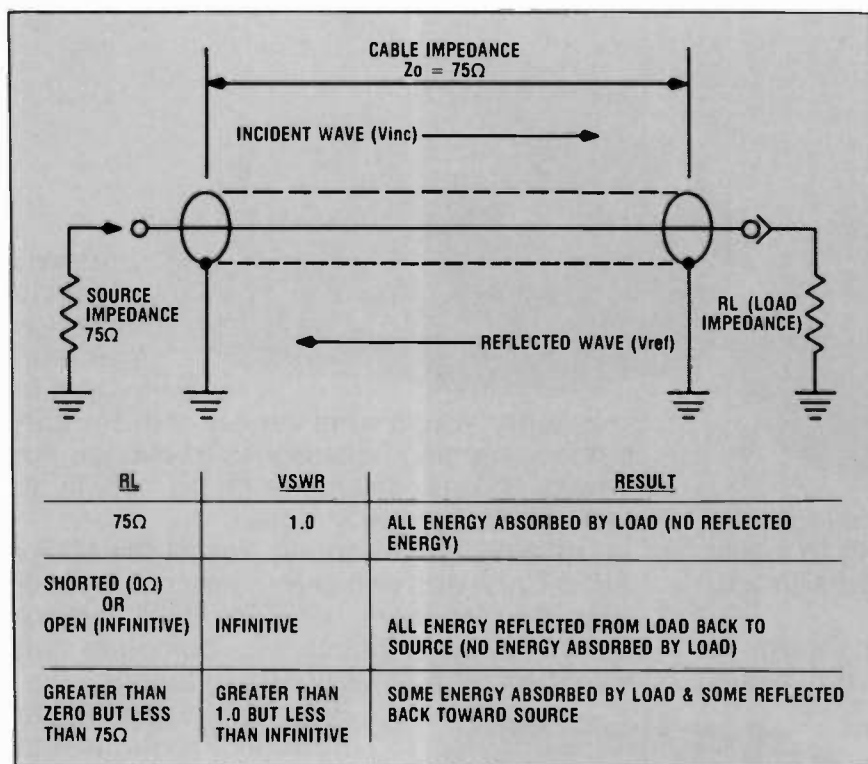 CABLE IMPEDANCE
Zo = 75Ω
INCIDENT WAVE (Vinc)
SOURCE
IMPEDANCE
75Ω
RL (LOAD
IMPEDANCE)
REFLECTED WAVE (Vref)
RL VSWR RESULT
75Ω 1.0 ALL ENERGY ABSORBED BY LOAD (NO REFLECTED
ENERGY)
SHORTED (0Ω)
OR
OPEN (INFINITIVE) INFINITIVE ALL ENERGY REFLECTED FROM LOAD BACK TO
SOURCE (NO ENERGY ABSORBED BY LOAD)
GREATER THAN GREATER THAN SOME ENERGY ABSORBED BY LOAD & SOME REFLECTED
ZERO BUT LESS 1.0 BUT LESS BACK TOWARD SOURCE
THAN 75Ω THAN INFINITIVE